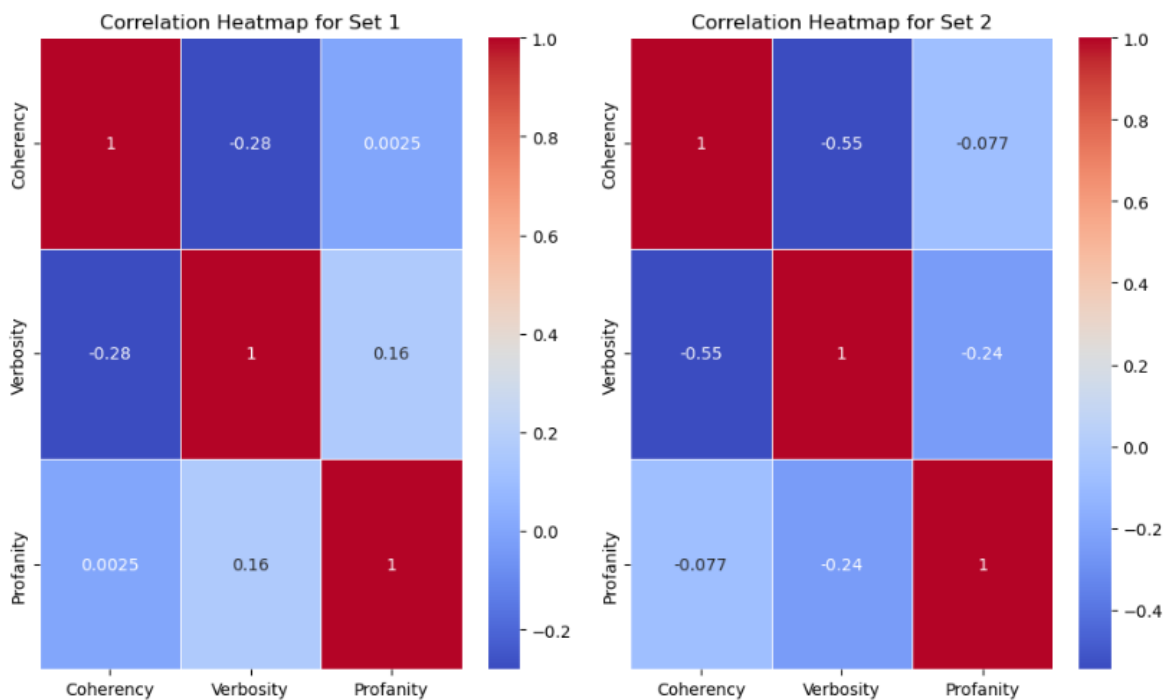 Correlation Heatmap for Set 1
Coherency
Verbosity
Profanity
1 -0.28 0.0025
-0.28 1 0.16
0.0025 0.16 1
Coherency Verbosity Profanity
1.0
0.8
0.6
0.4
0.2
0.0
−0.2
Correlation Heatmap for Set 2
Coherency
Verbosity
Profanity
1 -0.55 -0.077
-0.55 1 -0.24
-0.077 -0.24 1
Coherency Verbosity Profanity
1.0
0.8
0.6
0.4
0.2
0.0
−0.2
−0.4